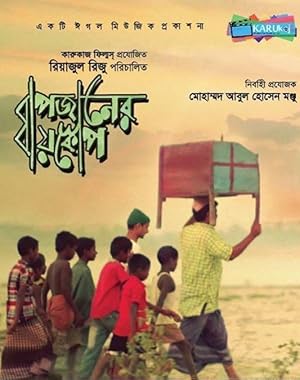 একটি ঈগল মিউজিক প্রকাশনা
KARUKAJ
কারুকাজ ফিল্মস্ প্রযোজিত
রিয়াজুল রিজু পরিচালিত
বাপজানের
বায়স্কোপ
নির্বাহী প্রযোজক
মোহাম্মদ আবুল হোসেন মঞ্জু